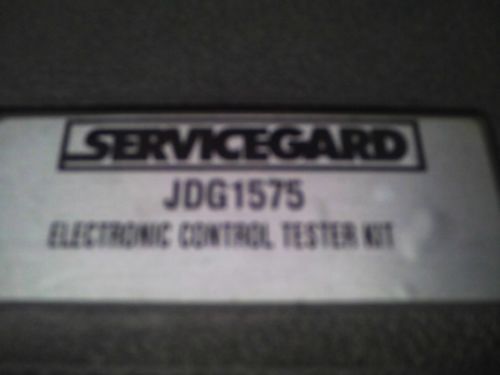 SERVICEGARD
JDG1575
ELECTRONIC CONTROL TESTER KIT